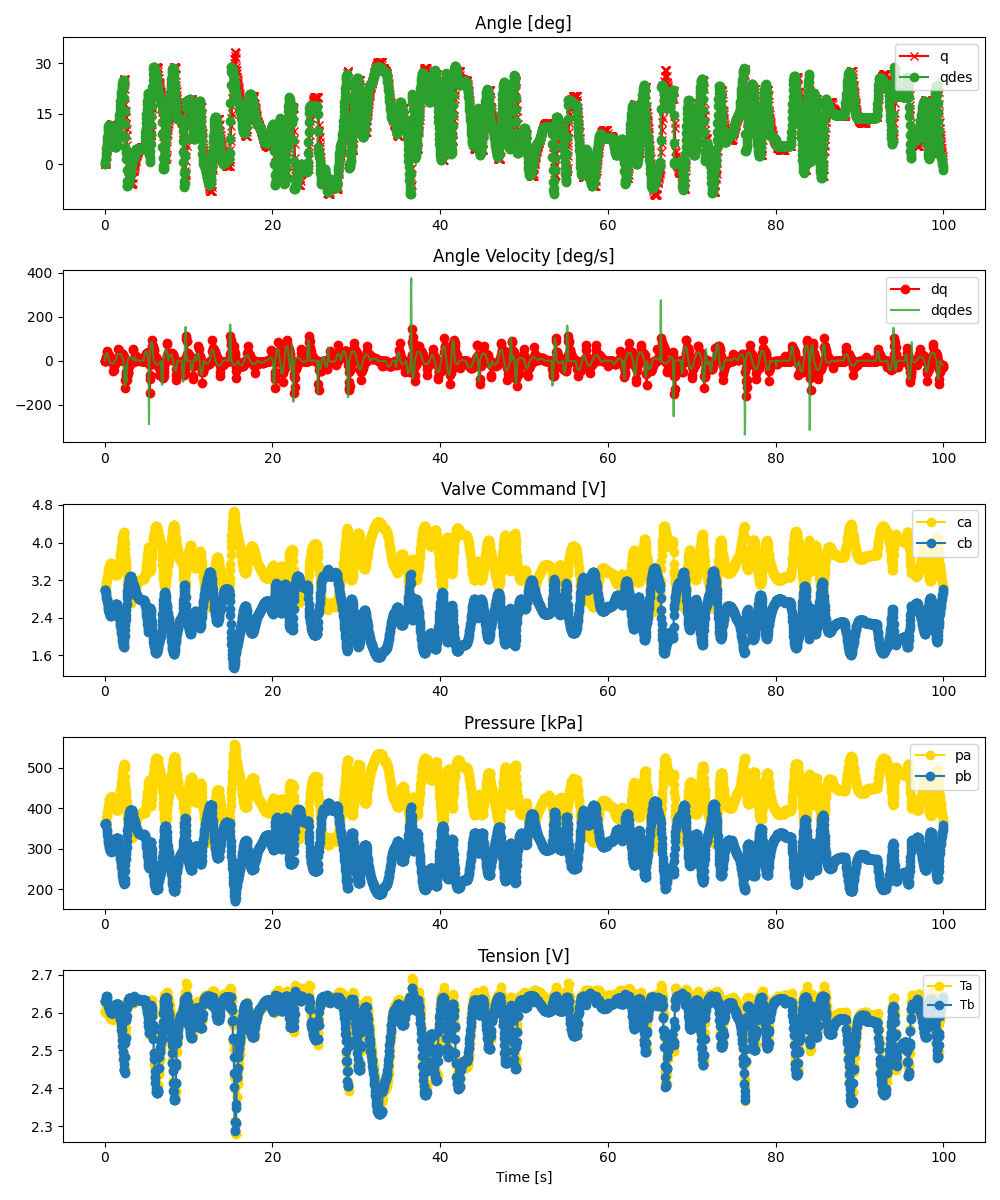 Angle [deg]
30
15
0
q
qdes
0 20 40 60 80 100
Angle Velocity [deg/s]
400
200
0
−200
dq
dqdes
0 20 40 60 80 100
Valve Command [V]
4.8
4.0
3.2
2.4
1.6
ca
cb
0 20 40 60 80 100
Pressure [kPa]
500
400
300
200
pa
pb
0 20 40 60 80 100
Tension [V]
2.7
2.6
2.5
2.4
2.3
Ta
Tb
0 20 40 60 80 100
Time [s]